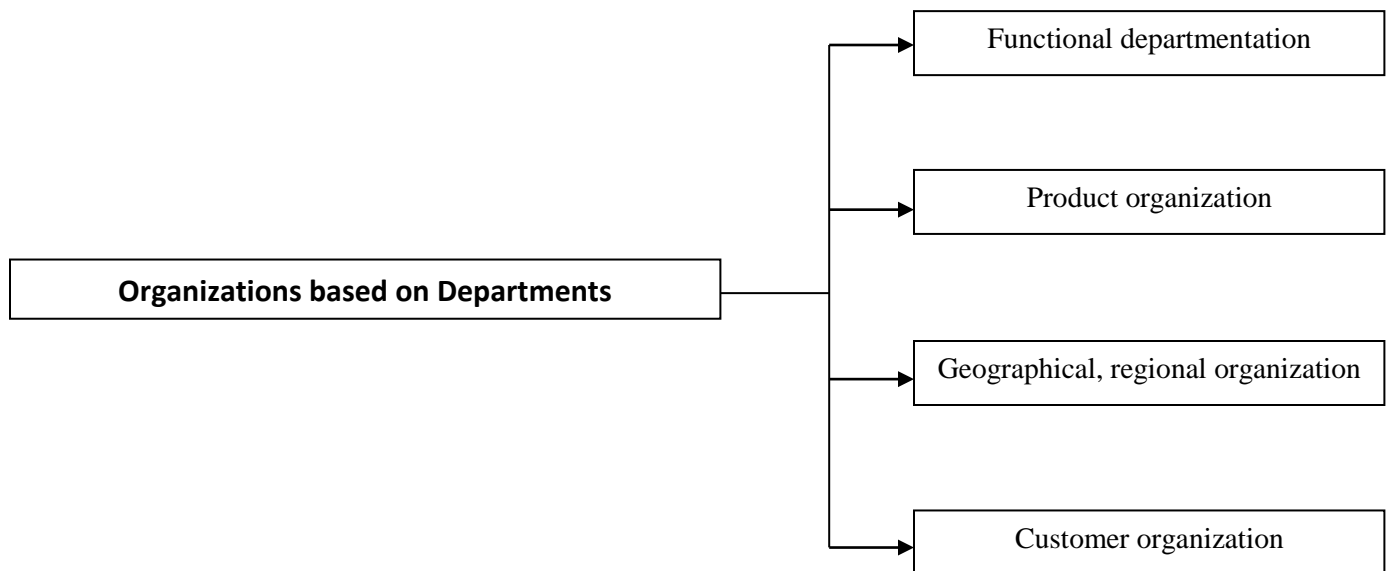 Functional departmentation
Product organization
Organizations based on Departments
Geographical, regional organization
Customer organization